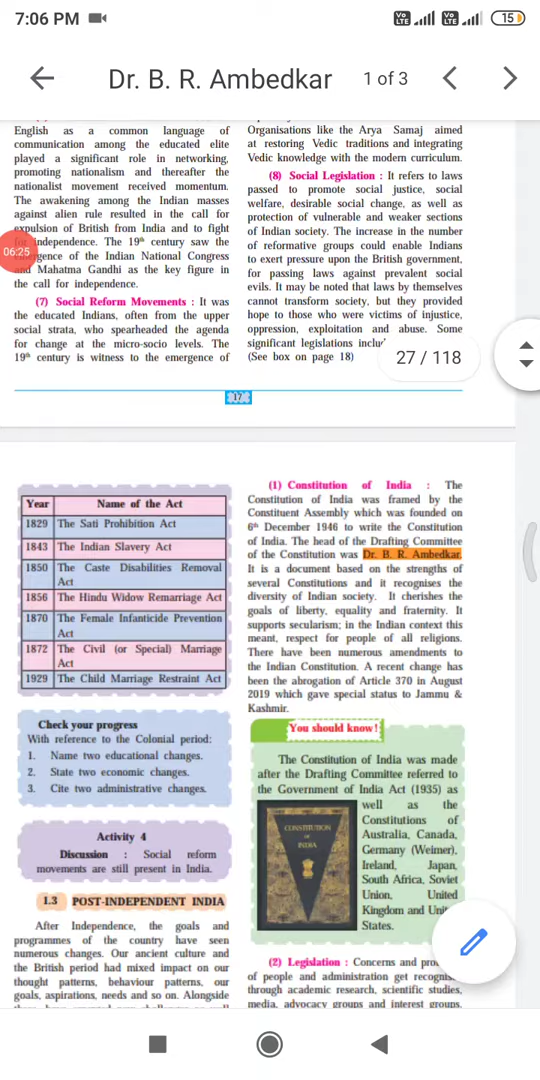 7:06 PM
Vo LTE
Vo LTE
15
Dr. B. R. Ambedkar
1 of 3
English as a common language of
communication among the educated elite
played a significant role in networking,
promoting nationalism and thereafter the
nationalist movement received momentum.
The awakening among the Indian masses
against alien rule resulted in the call for
expulsion of British from India and to fight
independence. The 19th century saw the
06:25
of the Indian National Congress
Mahatma Gandhi as the key figure in
the call for independence.
(7) Social Reform Movements : It was
the educated Indians, often from the upper
social strata, who spearheaded the agenda
for change at the micro-socio levels. The
19th century is witness to the emergence of
Organisations like the Arya Samaj aimed
at restoring Vedic traditions and integrating
Vedic knowledge with the modern curriculum.
(8) Social Legislation : It refers to laws
passed to promote social justice, social
welfare, desirable social change, as well as
protection of vulnerable and weaker sections
of Indian society. The increase in the number
of reformative groups could enable Indians
to exert pressure upon the British government,
for passing laws against prevalent social
evils. It may be noted that laws by themselves
cannot transform society, but they provided
hope to those who were victims of injustice,
oppression, exploitation and abuse. Some
significant legislations
(See box on page 18)
27 / 118
17
Year Name of the Act
1829 The Sati Prohibition Act
1843 The Indian Slavery Act
1850 The Caste Disabilities Removal
Act
1856 The Hindu Widow Remarriage Act
1870 The Female Infanticide Prevention
Act
1872 The Civil (or Special) Marriage
Act
1929 The Child Marriage Restraint Act
Check your progress
With reference to the Colonial period:
1. Name two educational changes.
2. State two economic changes.
3. Cite two administrative changes.
Activity 4
Discussion : Social reform
movements are still present in India.
1.3 POST-INDEPENDENT INDIA
After Independence, the goals and
programmes of the country have seen
numerous changes. Our ancient culture and
the British period had mixed impact on our
thought patterns, behaviour patterns, our
goals, aspirations, needs and so on. Alongside
(1) Constitution of India : The
Constitution of India was framed by the
Constituent Assembly which was founded on
6th December 1946 to write the Constitution
of India. The head of the Drafting Committee
of the Constitution was Dr. B. R. Ambedkar.
It is a document based on the strengths of
several Constitutions and it recognises the
diversity of Indian society. It cherishes the
goals of liberty, equality and fraternity. It
supports secularism; in the Indian context this
meant, respect for people of all religions.
There have been numerous amendments to
the Indian Constitution. A recent change has
been the abrogation of Article 370 in August
2019 which gave special status to Jammu &
Kashmir.
You should know!
The Constitution of India was made
after the Drafting Committee referred to
the Government of India Act (1935) as
well as the
Constitutions of
Australia, Canada,
Germany (Weimer),
Ireland, Japan,
South Africa, Soviet
Union, United
Kingdom and
States.
CONSTITUTION
OF
INDIA
(2) Legislation : Concerns and
of people and administration get
through academic research, scientific studies,
media, advocacy groups and interest groups.